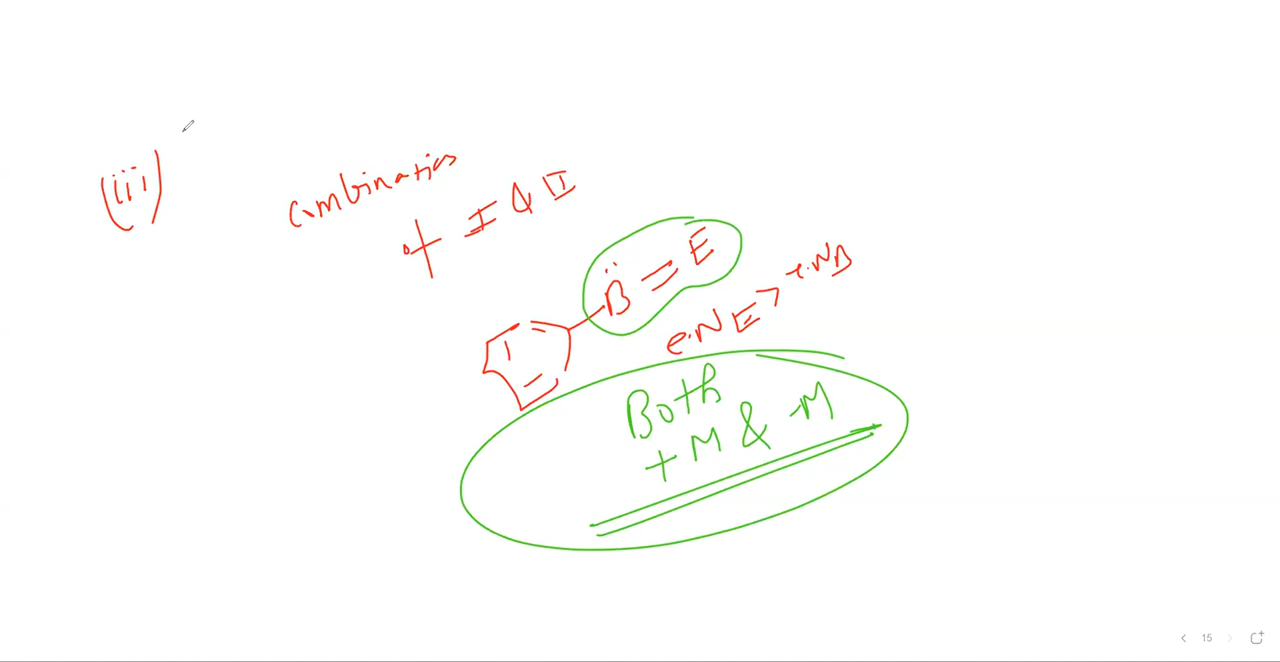 (iii)
combination
of I & II
B̈ = E
e.N E > e.N B
Both
+M & -M
15